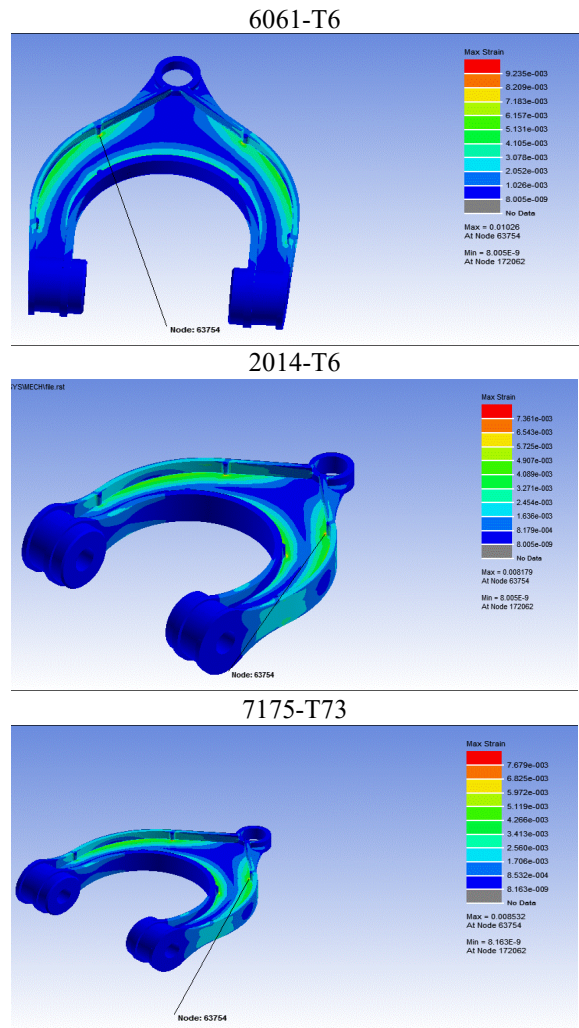 6061-T6
Max Strain
9.235e-003
8.209e-003
7.183e-003
6.157e-003
5.131e-003
4.105e-003
3.078e-003
2.052e-003
1.026e-003
8.005e-009
No Data
Max = 0.01026
At Node 63754
Min = 8.005E-9
At Node 172062
Node: 63754
2014-T6
SYS\MECH\file.rst
Max Strain
7.361e-003
6.543e-003
5.725e-003
4.907e-003
4.089e-003
3.271e-003
2.454e-003
1.636e-003
8.179e-004
8.005e-009
No Data
Max = 0.008179
At Node 63754
Min = 8.005E-9
At Node 172062
Node: 63754
7175-T73
Max Strain
7.679e-003
6.825e-003
5.972e-003
5.119e-003
4.266e-003
3.413e-003
2.560e-003
1.706e-003
8.532e-004
8.163e-009
No Data
Max = 0.008532
At Node 63754
Min = 8.163E-9
At Node 172062
Node: 63754